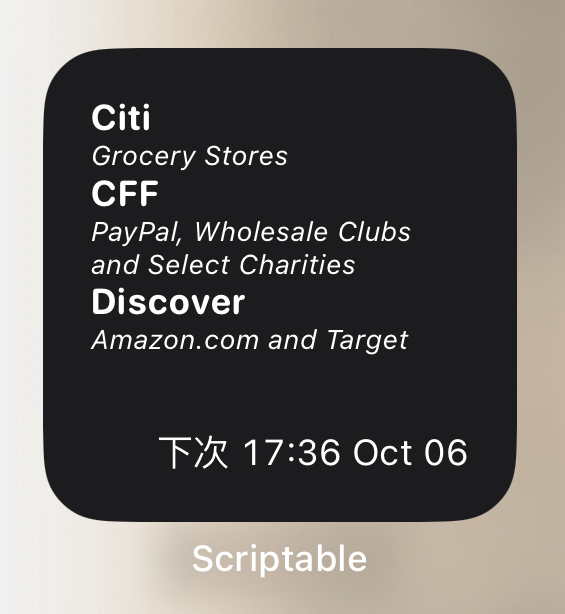 Citi
Grocery Stores
CFF
PayPal, Wholesale Clubs
and Select Charities
Discover
Amazon.com and Target
下次 17:36 Oct 06
Scriptable